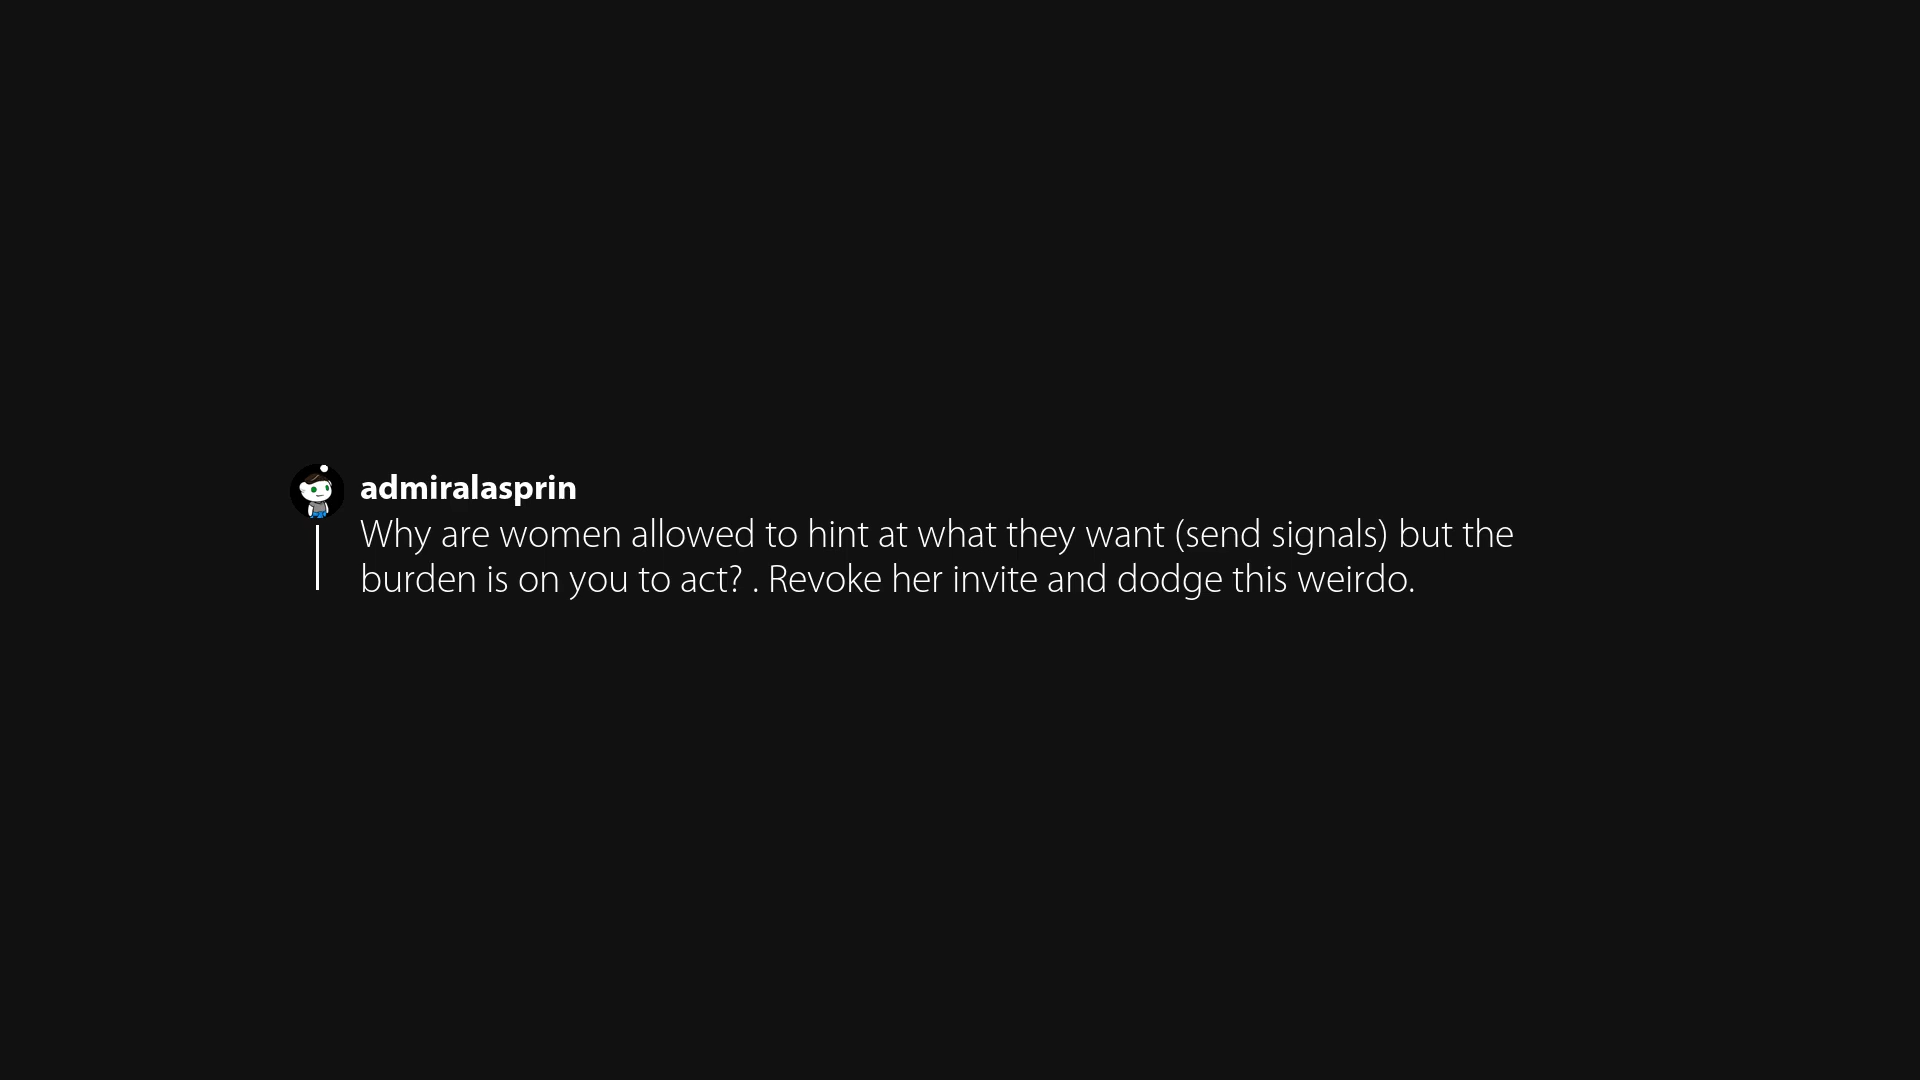 admiralasprin
Why are women allowed to hint at what they want (send signals) but the
burden is on you to act? . Revoke her invite and dodge this weirdo.